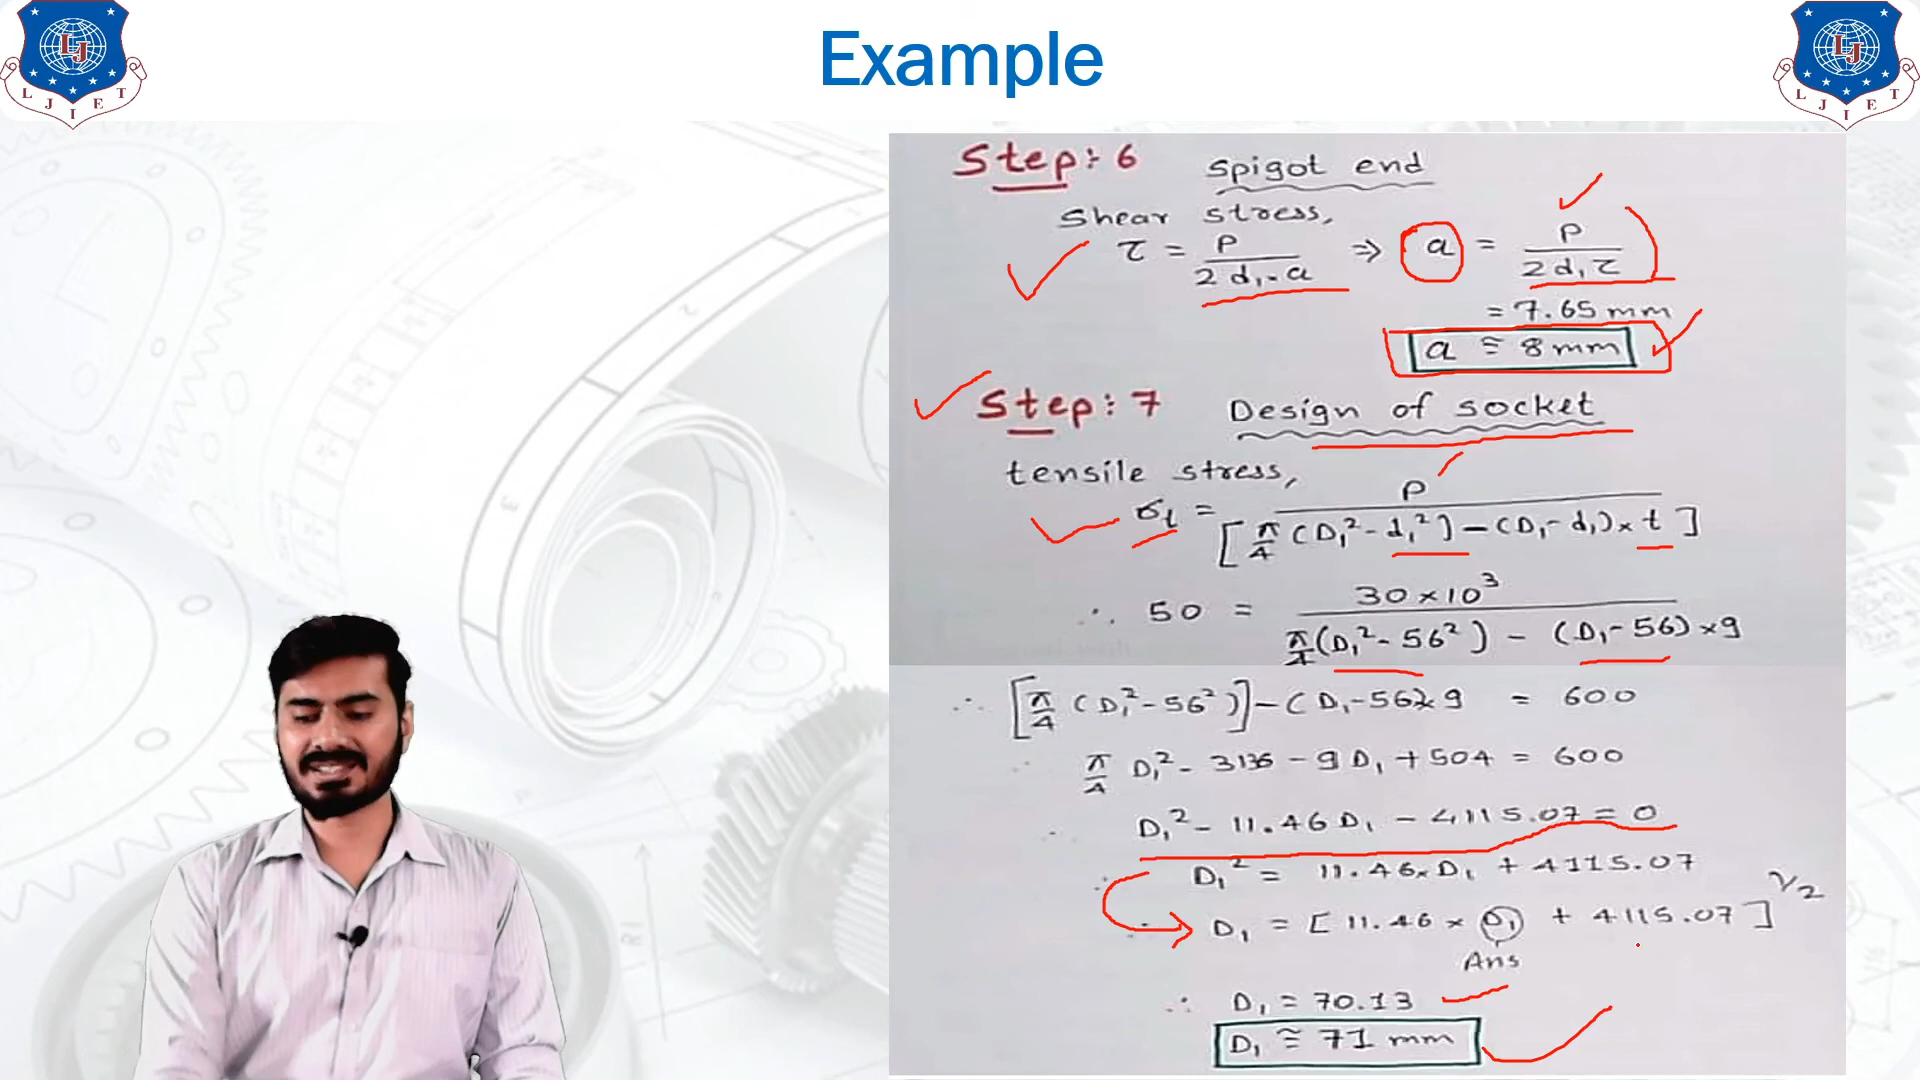 Example
LJIET
LJIET
Step: 6 Spigot end
Shear stress,
τ = P / 2 d₁·a ⇒ a = P / 2 d₁ τ
= 7.65 mm
a ≅ 8 mm
Step: 7 Design of socket
tensile stress,
σt = P / [π/4 (D₁² - d₁²) - (D₁ - d₁) × t]
∴ 50 = 30 × 10³ / π/4 (D₁² - 56²) - (D₁ - 56) × 9
∴ [π/4 (D₁² - 56²)] - (D₁ - 56) × 9 = 600
∴ π/4 D₁² - 3136 - 9 D₁ + 504 = 600
∴ D₁² - 11.46 D₁ - 4115.07 = 0
∴ D₁² = 11.46 × D₁ + 4115.07
∴ D₁ = [11.46 × D₁ + 4115.07]^1/2
Ans
∴ D₁ = 70.13
D₁ ≅ 71 mm